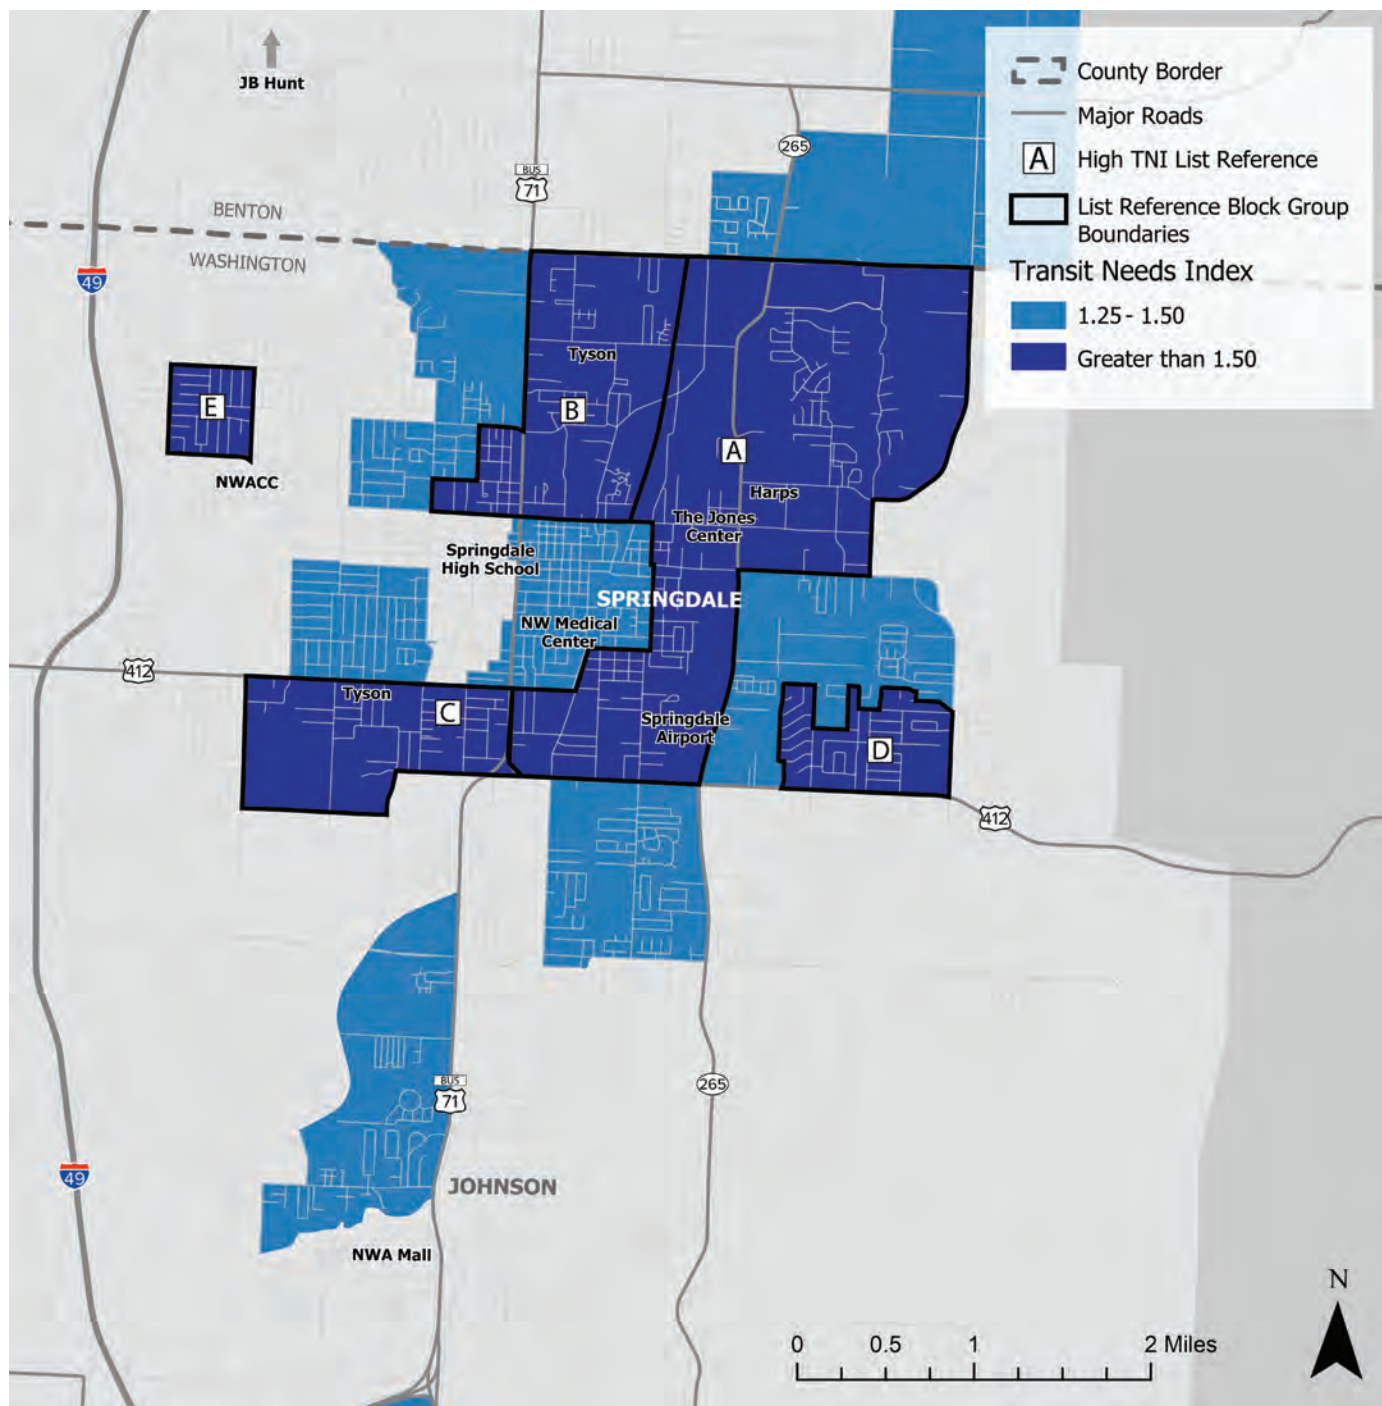 JB Hunt
County Border
Major Roads
A
High TNI List Reference
List Reference Block Group
Boundaries
Transit Needs Index
1.25 - 1.50
Greater than 1.50
265
BUS
71
BENTON
WASHINGTON
49
Tyson
E
B
A
NWACC
Harps
The Jones
Center
Springdale
High School
SPRINGDALE
NW Medical
Center
412
Tyson
C
Springdale
Airport
D
412
BUS
71
265
49
JOHNSON
NWA Mall
N
0 0.5 1 2 Miles